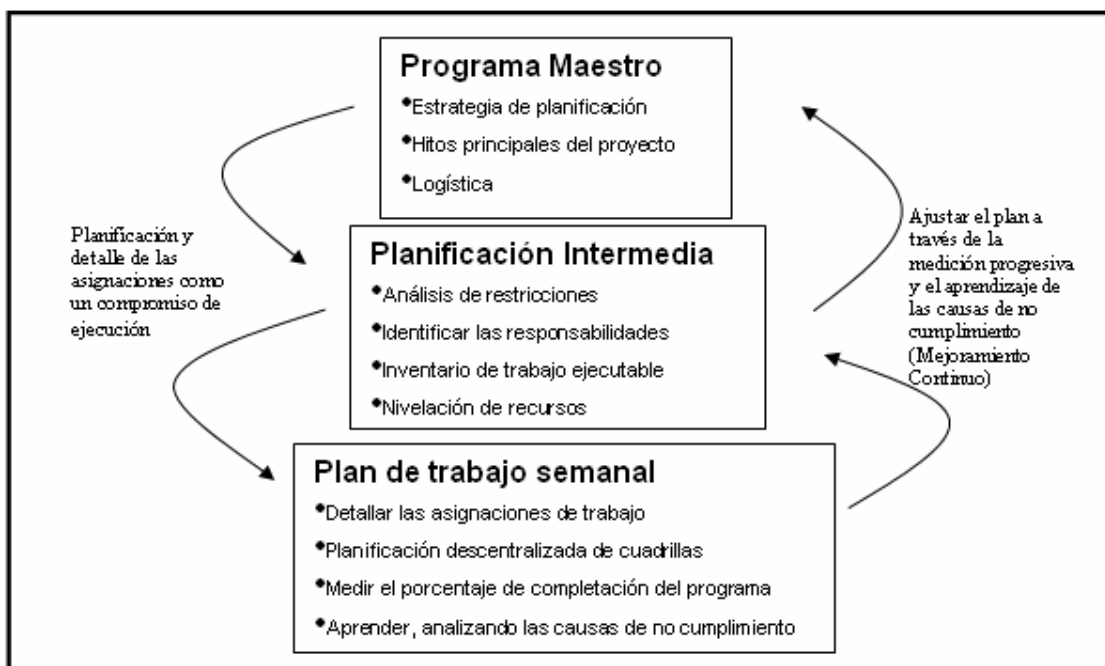 Programa Maestro
•Estrategia de planificación
•Hitos principales del proyecto
•Logística
Planificación y
detalle de las
asignaciones como
un compromiso de
ejecución
Planificación Intermedia
•Análisis de restricciones
•Identificar las responsabilidades
•Inventario de trabajo ejecutable
•Nivelación de recursos
Ajustar el plan a
través de la
medición progresiva
y el aprendizaje de
las causas de no
cumplimiento
(Mejoramiento
Continuo)
Plan de trabajo semanal
•Detallar las asignaciones de trabajo
•Planificación descentralizada de cuadrillas
•Medir el porcentaje de completación del programa
•Aprender, analizando las causas de no cumplimiento